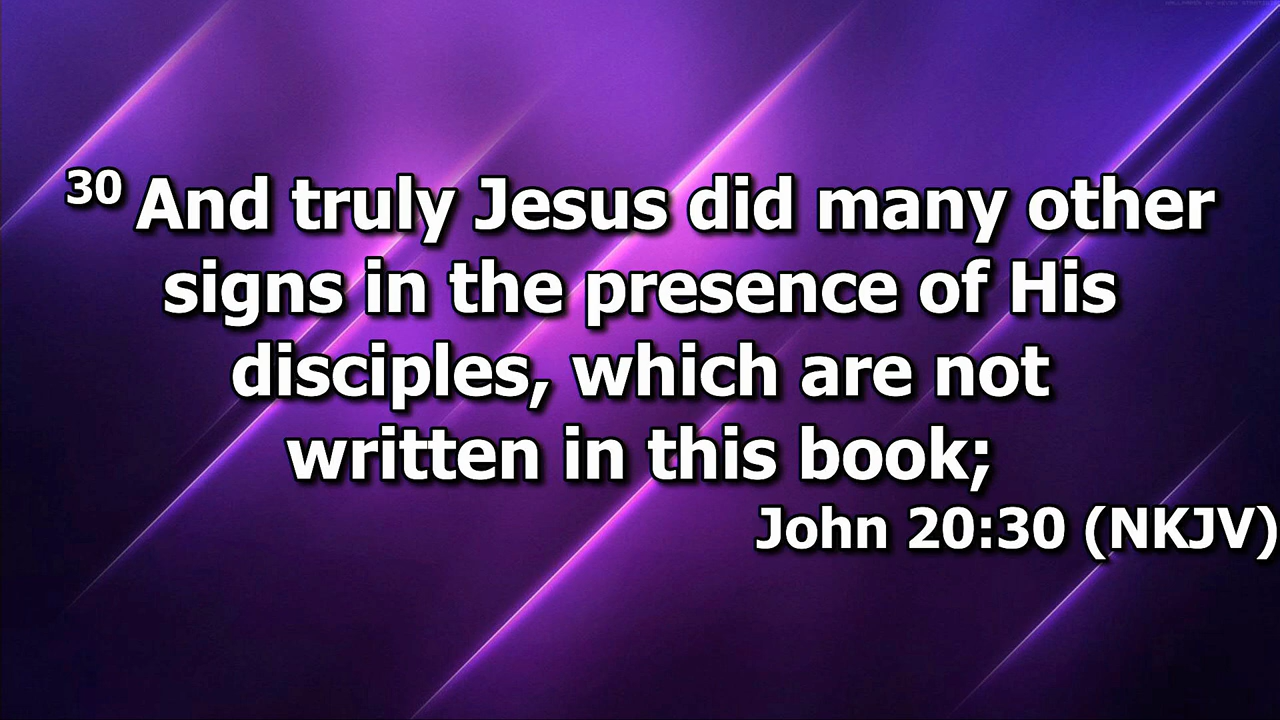 30 And truly Jesus did many other
signs in the presence of His
disciples, which are not
written in this book;
John 20:30 (NKJV)